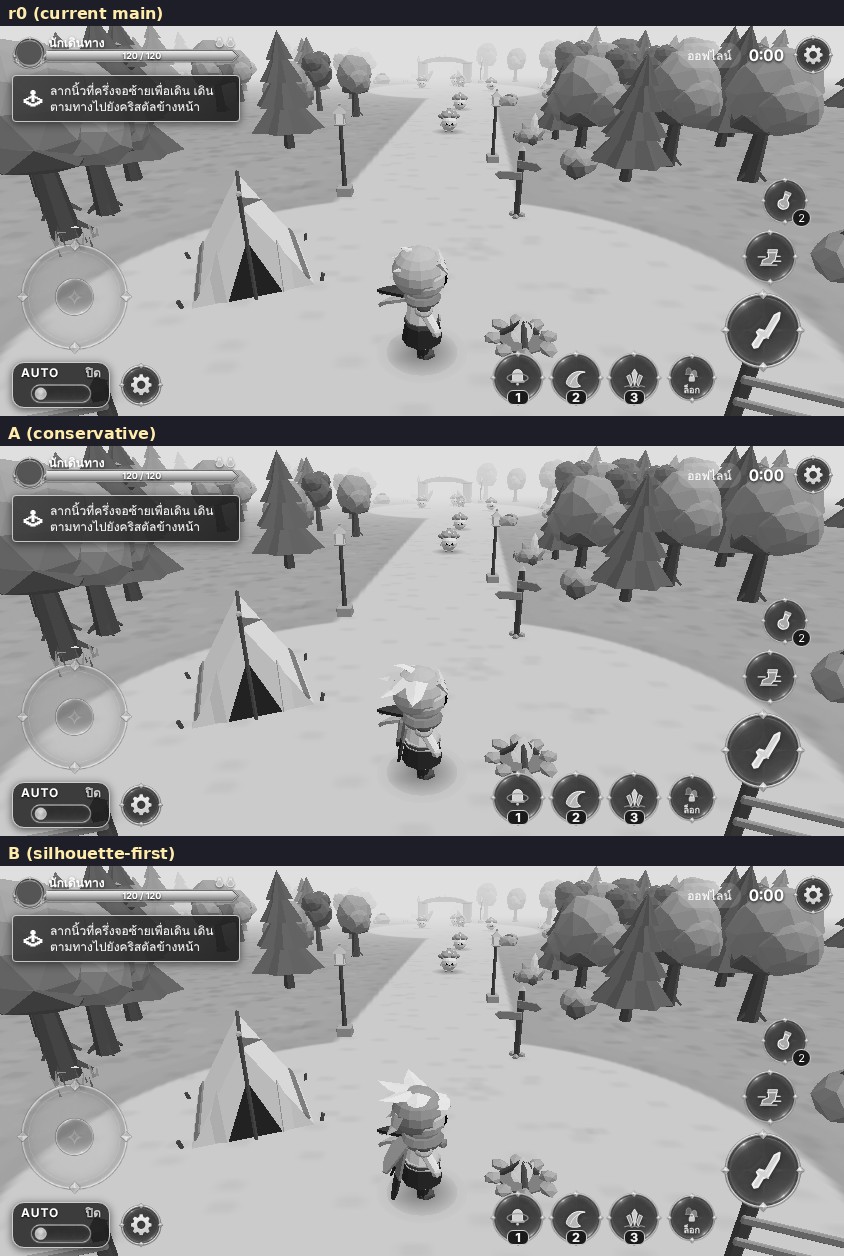 r0 (current main)
นักเดินทาง
120 / 120
ออฟไลน์ 0:00
ลากนิ้วที่ครึ่งจอซ้ายเพื่อเดิน เดิน
ตามทางไปยังคริสตัลข้างหน้า
2
AUTO ปิด
1 2 3 ล็อก
A (conservative)
นักเดินทาง
120 / 120
ออฟไลน์ 0:00
ลากนิ้วที่ครึ่งจอซ้ายเพื่อเดิน เดิน
ตามทางไปยังคริสตัลข้างหน้า
2
AUTO ปิด
1 2 3 ล็อก
B (silhouette-first)
นักเดินทาง
120 / 120
ออฟไลน์ 0:00
ลากนิ้วที่ครึ่งจอซ้ายเพื่อเดิน เดิน
ตามทางไปยังคริสตัลข้างหน้า
2
AUTO ปิด
1 2 3 ล็อก